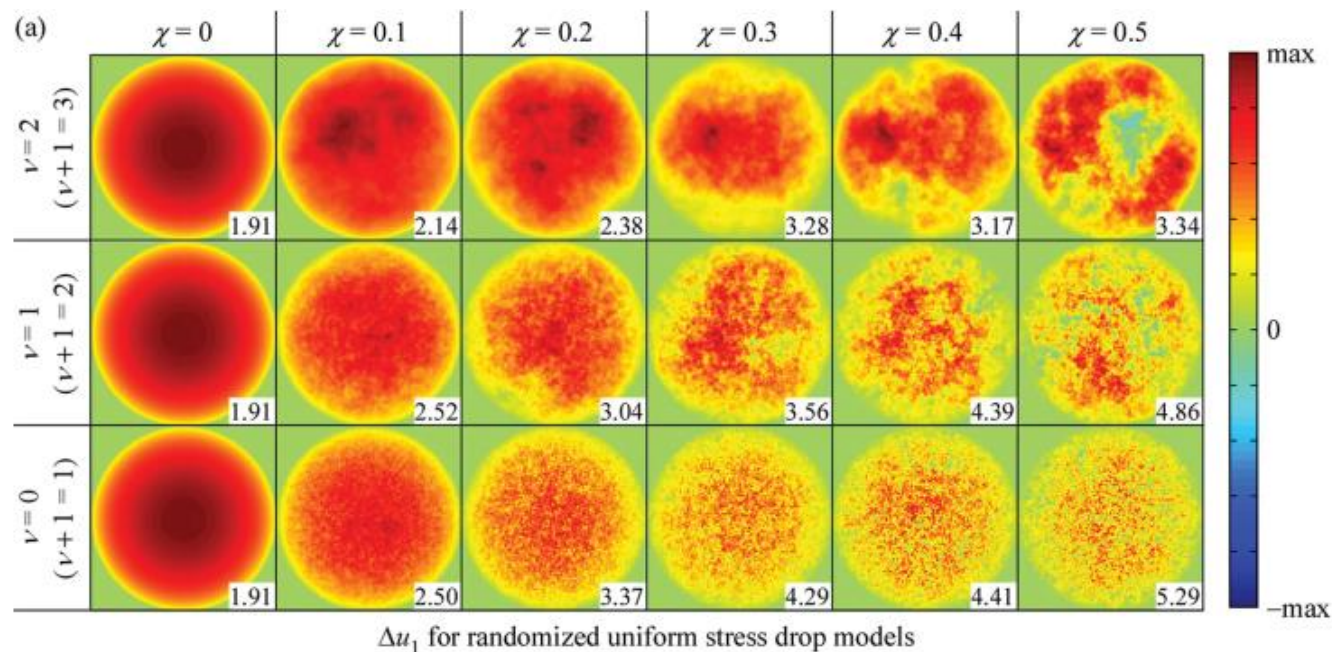 (a)
χ = 0 χ = 0.1 χ = 0.2 χ = 0.3 χ = 0.4 χ = 0.5
ν = 2
(ν + 1 = 3)
1.91 2.14 2.38 3.28 3.17 3.34
ν = 1
(ν + 1 = 2)
1.91 2.52 3.04 3.56 4.39 4.86
ν = 0
(ν + 1 = 1)
1.91 2.50 3.37 4.29 4.41 5.29
max
0
−max
Δu₁ for randomized uniform stress drop models